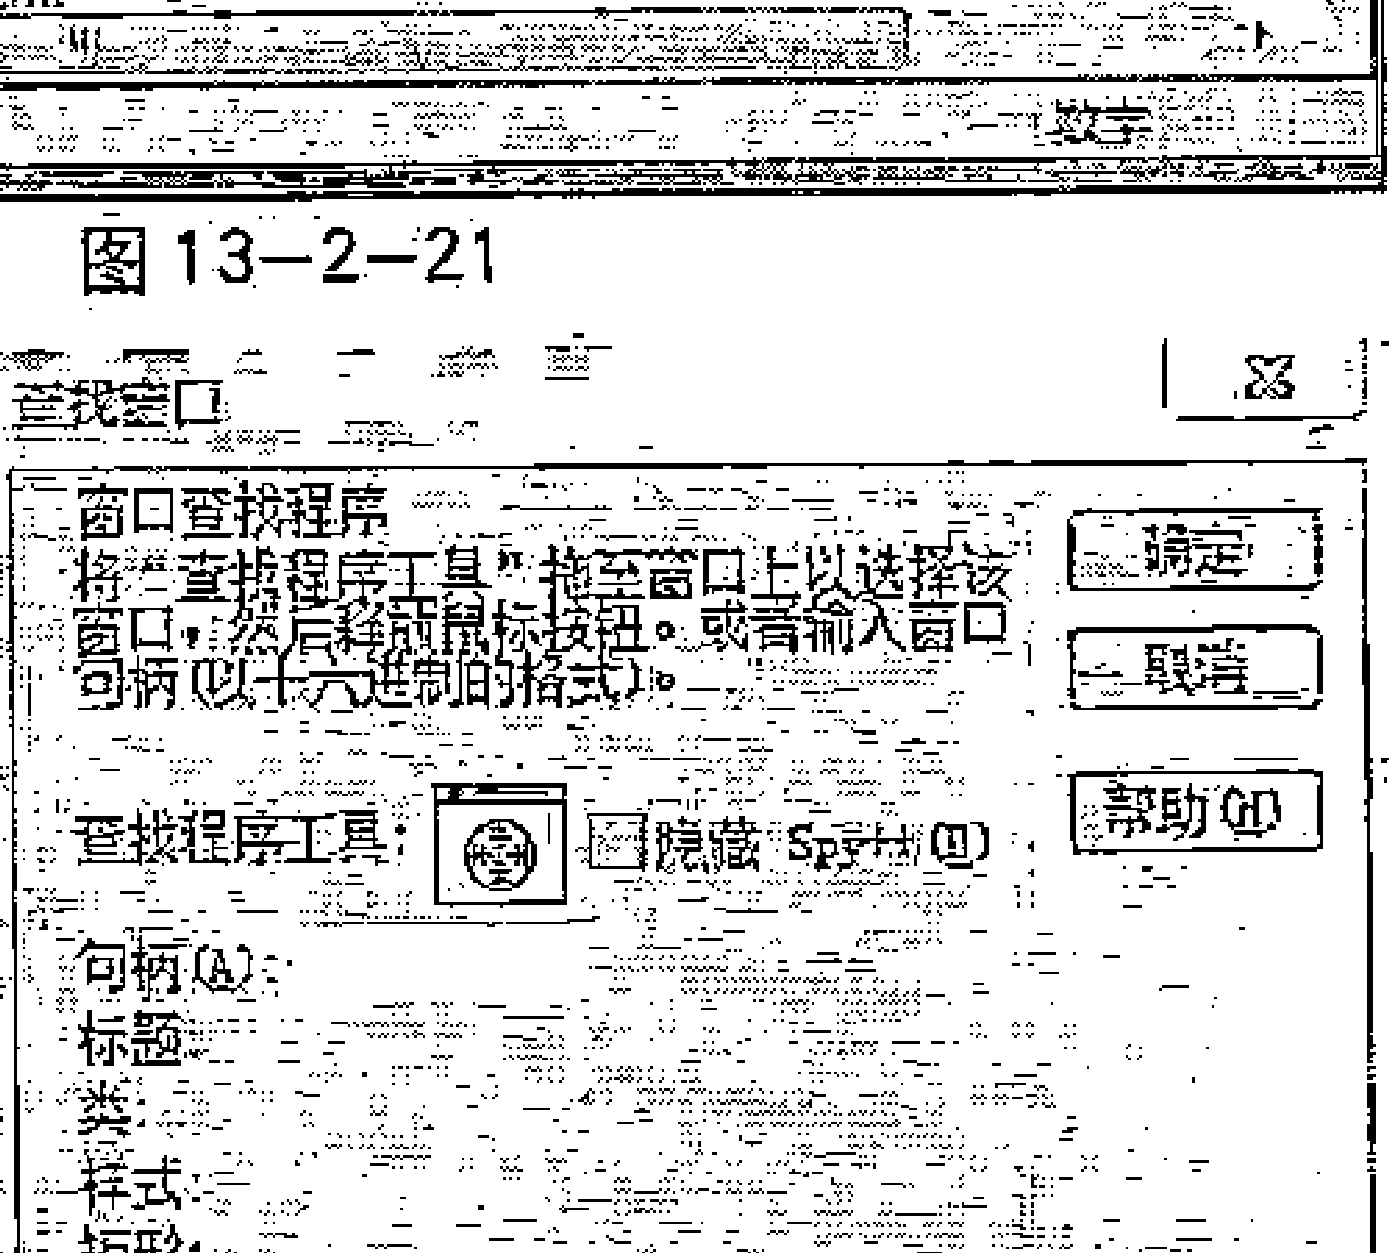 数字
图 13-2-21
查找窗口
窗口查找程序
将“查找程序工具”拖至窗口上以选择该
窗口，然后释放鼠标按钮。或者输入窗口
句柄(以十六进制的格式)。
确定
取消
查找程序工具:
隐藏 Spy++(M)
帮助(H)
句柄(A):
标题:
类:
样式:
矩形: